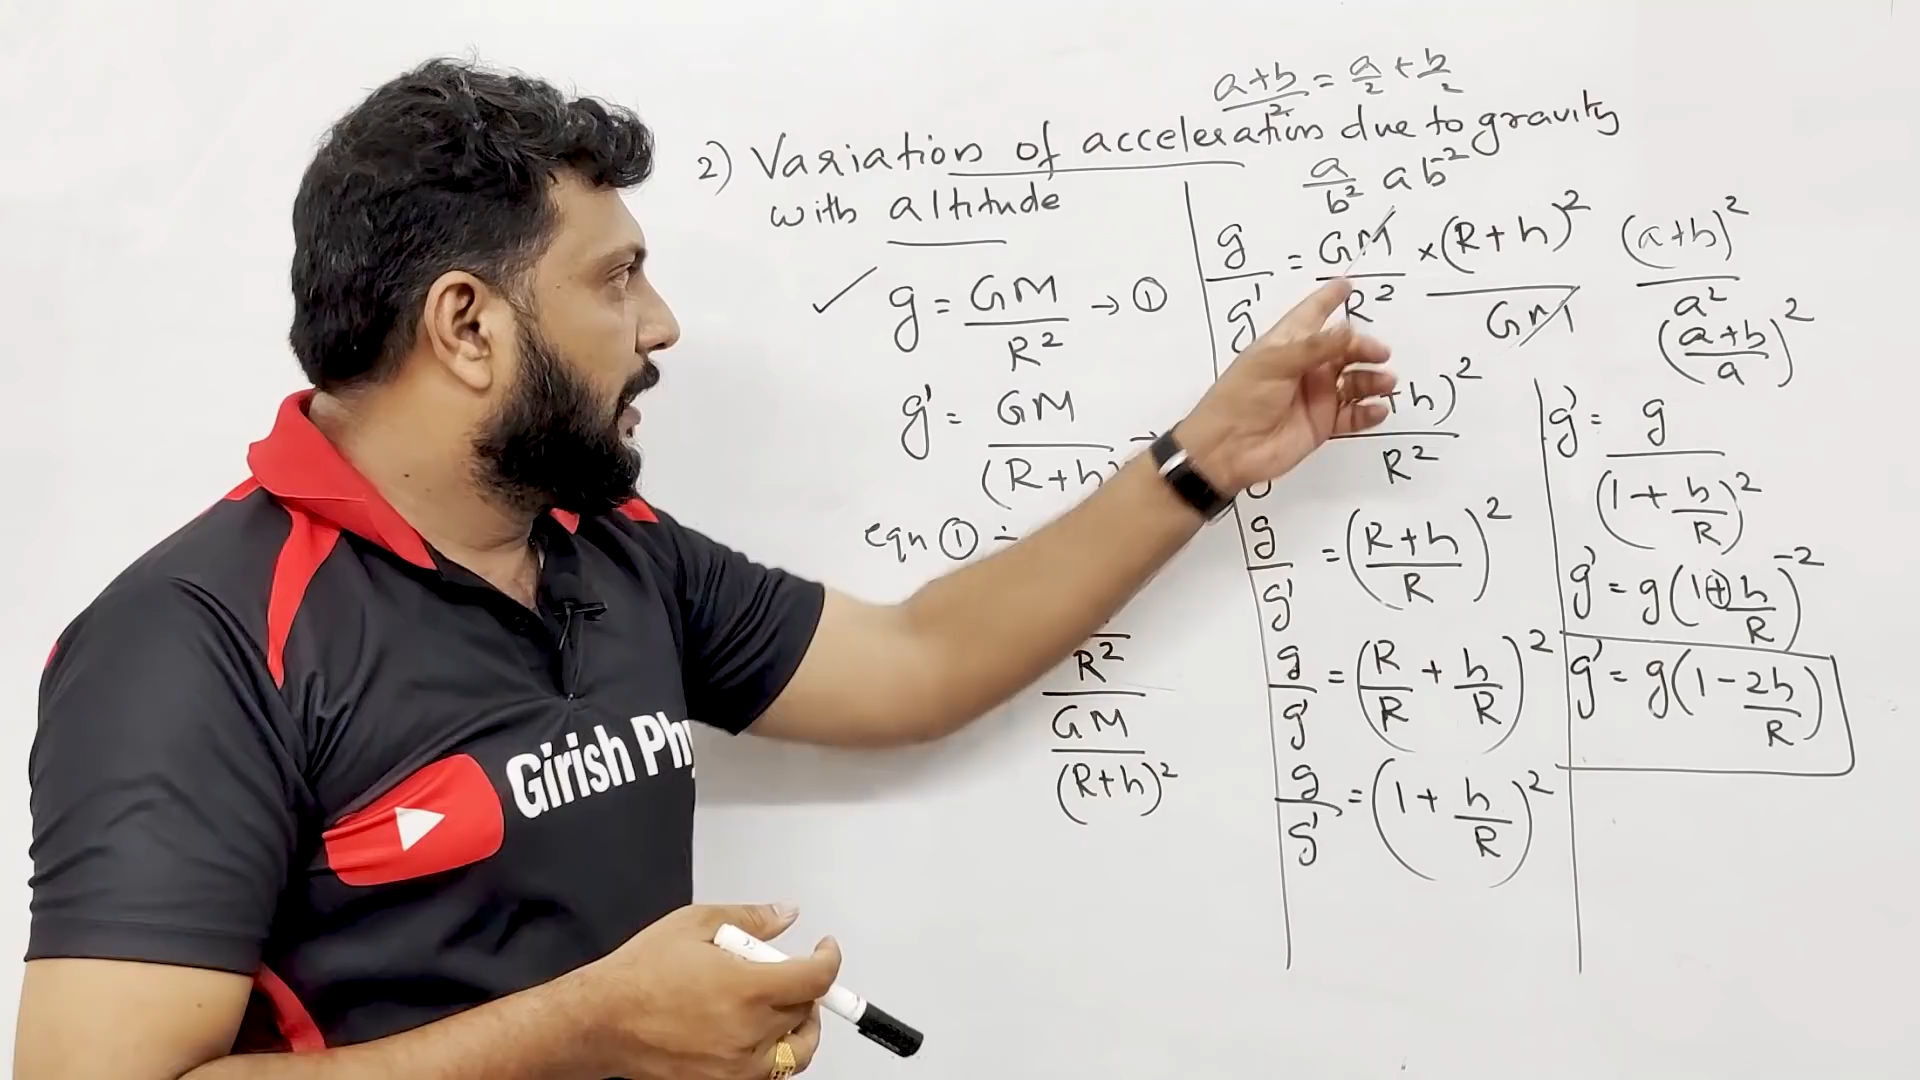 a+b/2 = a/2 + b/2
2) Variation of acceleration due to gravity
with altitude
g = GM/R² → ①
g' = GM/(R+h)
eqn ① ÷
R²
GM
(R+h)²
a/b² ab⁻²
g/g' = GM/R² × (R+h)²/GM
+h)²/R²
g/g' = (R+h/R)²
g/g' = (R/R + h/R)²
g/g' = (1 + h/R)²
(a+b)²/a²
(a+b/a)²
g' = g/(1 + h/R)²
g' = g(1+h/R)⁻²
g' = g(1-2h/R)
Girish Phy